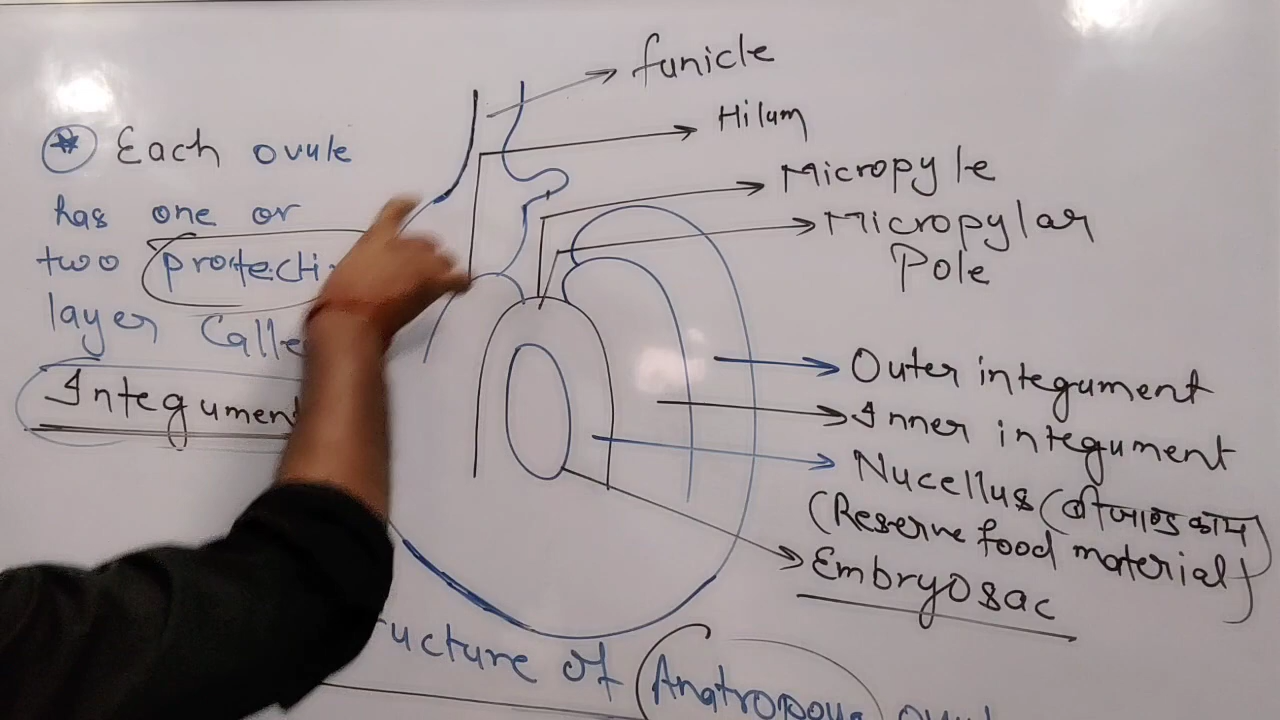 Each ovule
has one or
two protecti
layer Calle
Integument
funicle
Hilum
Micropyle
Micropylar
Pole
Outer integument
Inner integument
Nucellus (बीजाण्ड काय)
(Reserve food material)
Embryosac
ructure of Anatropous